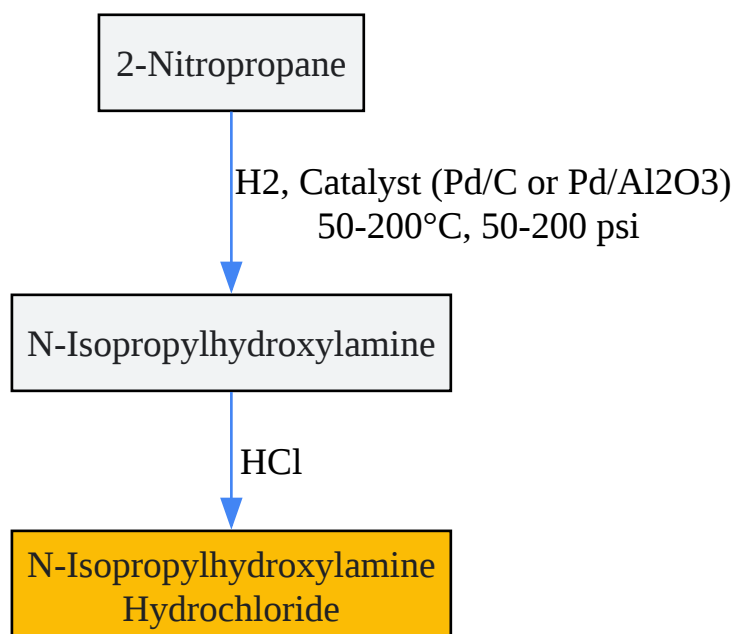 2-Nitropropane
H2, Catalyst (Pd/C or Pd/Al2O3)
50-200°C, 50-200 psi
N-Isopropylhydroxylamine
HCl
N-Isopropylhydroxylamine
Hydrochloride